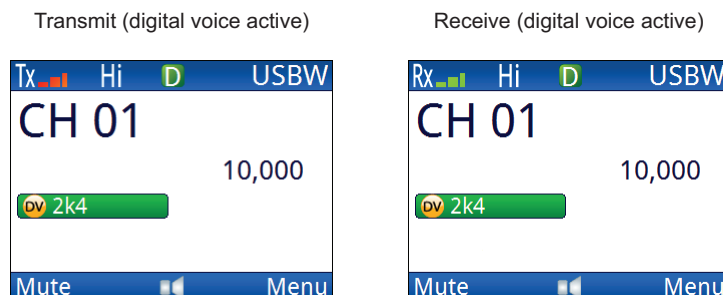 Transmit (digital voice active)
Tx Hi D USBW
CH 01
10,000
DV 2k4
Mute Menu
Receive (digital voice active)
Rx Hi D USBW
CH 01
10,000
DV 2k4
Mute Menu